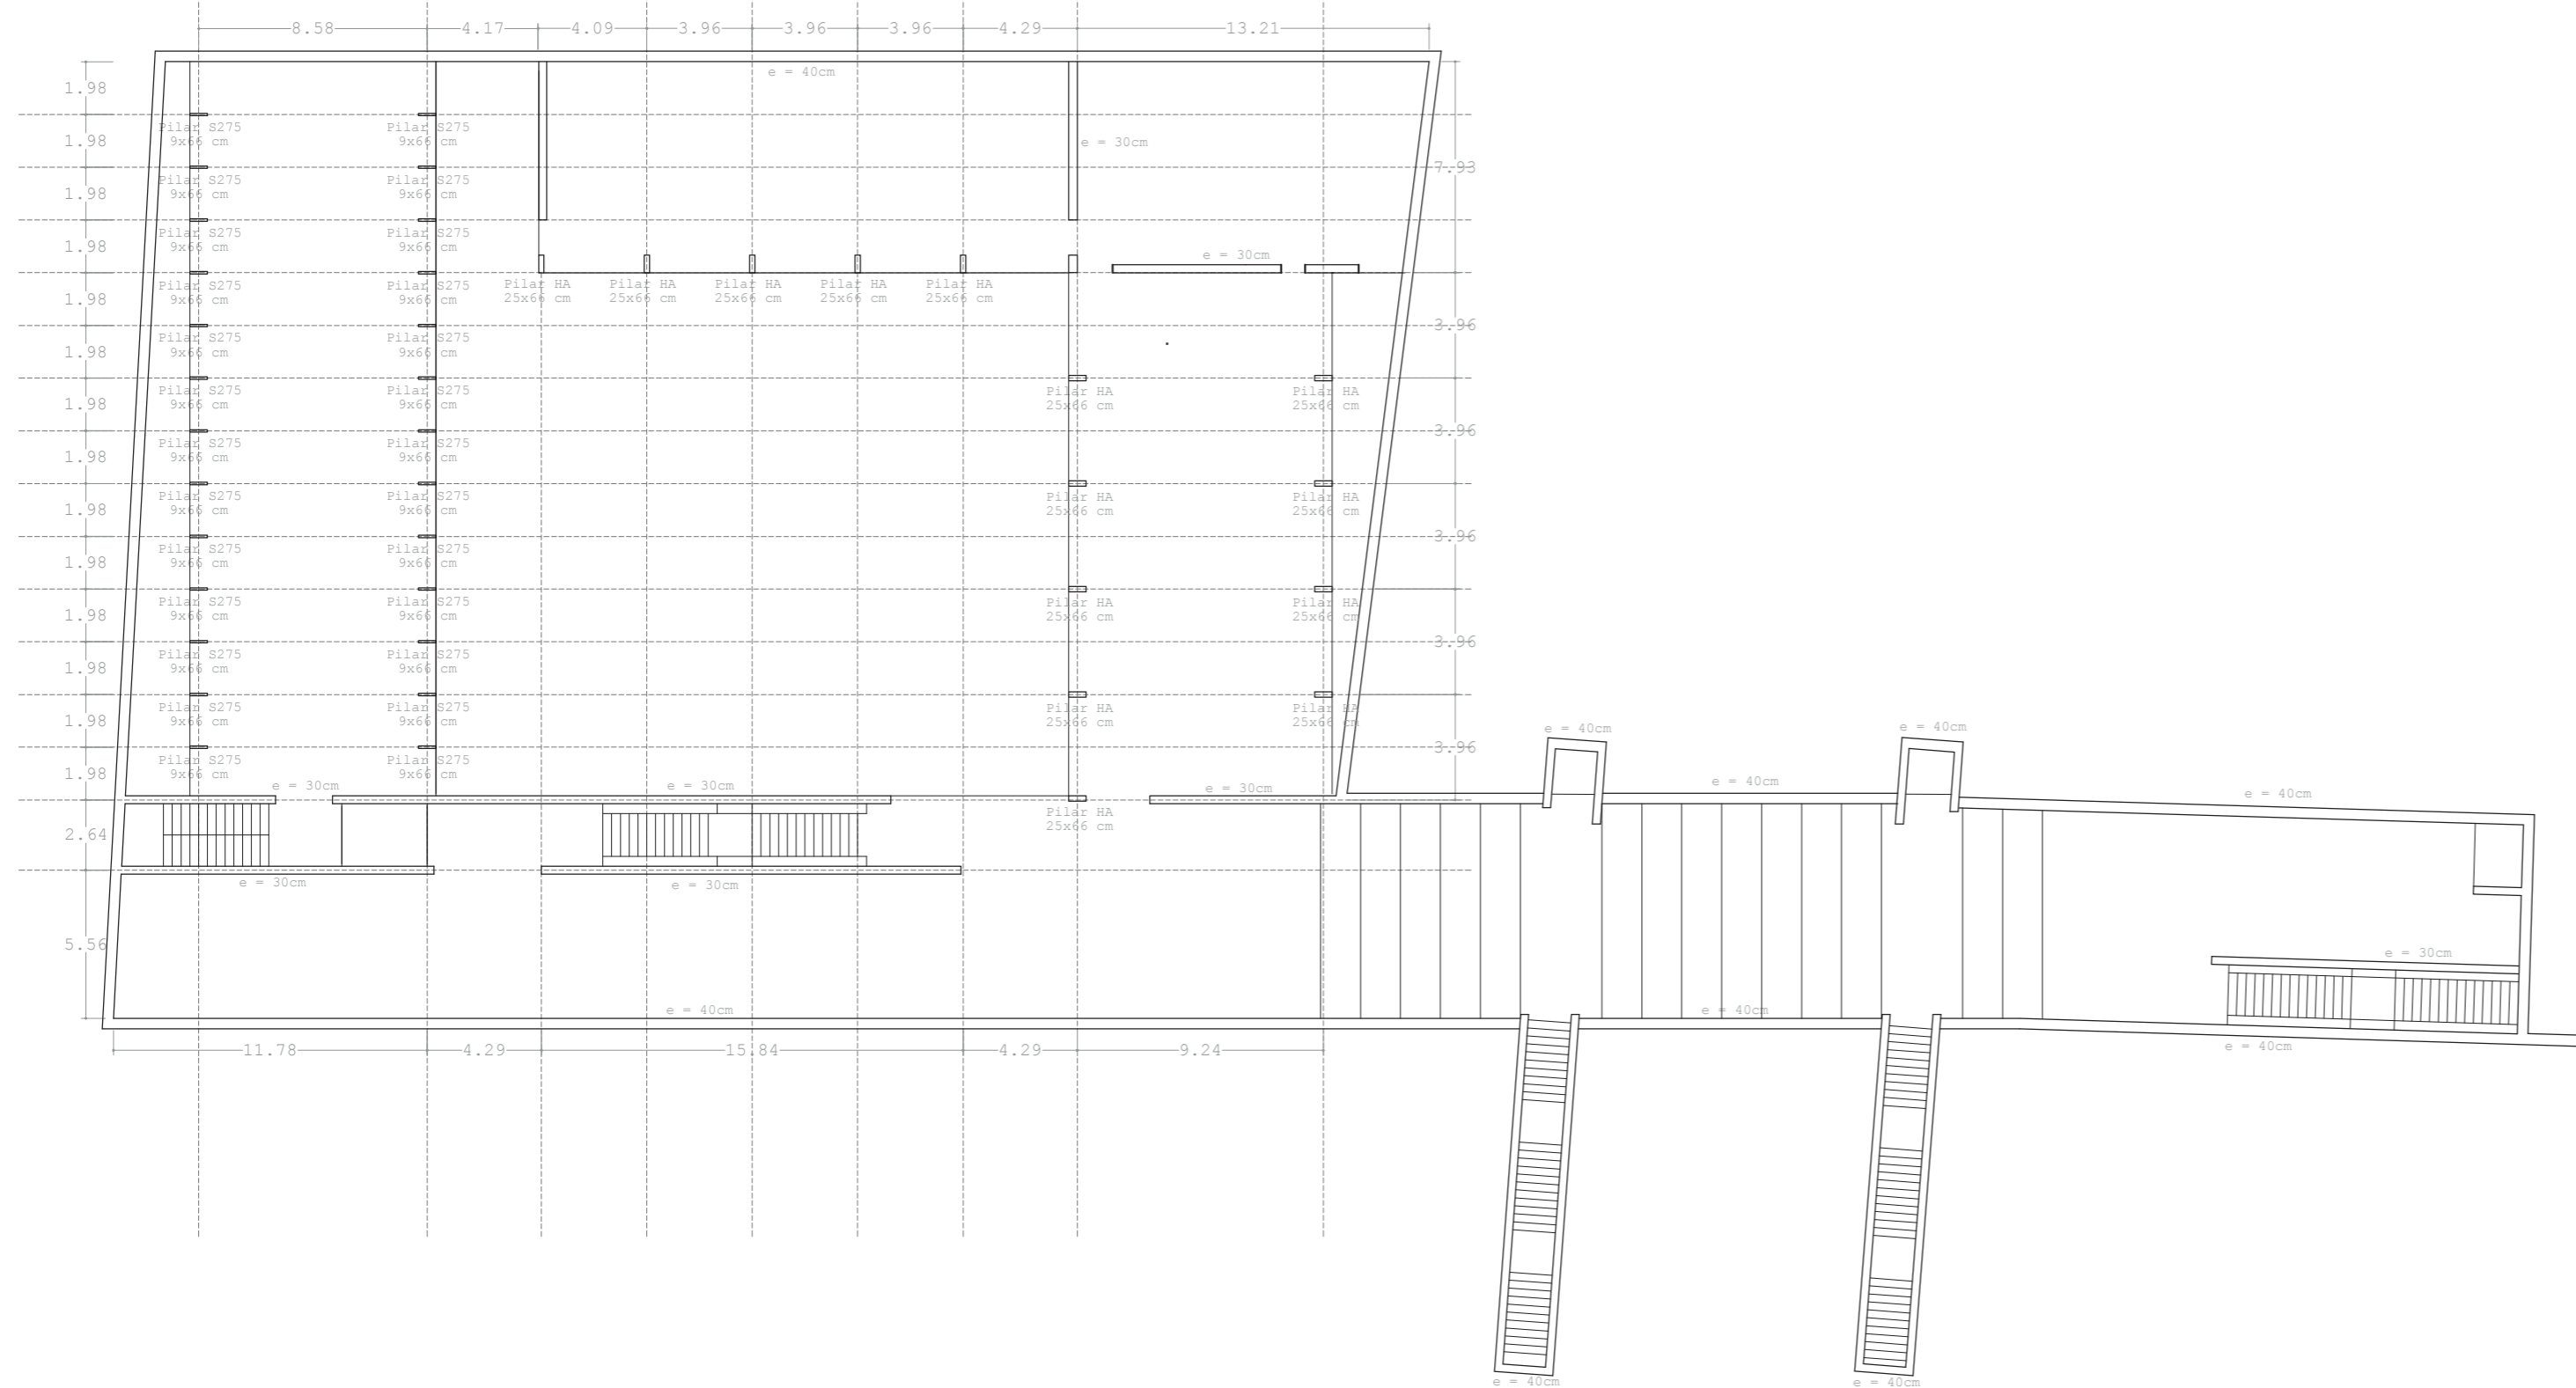 8.58 4.17 4.09 3.96 3.96 3.96 4.29 13.21
e = 40cm
1.98
Pilar S275 Pilar S275
9x66 cm 9x66 cm
1.98
e = 30cm
7.93
Pilar S275 Pilar S275
9x66 cm 9x66 cm
1.98
Pilar S275 Pilar S275
9x66 cm 9x66 cm
1.98
e = 30cm
Pilar S275 Pilar S275 Pilar HA Pilar HA Pilar HA Pilar HA Pilar HA
9x66 cm 9x66 cm 25x66 cm 25x66 cm 25x66 cm 25x66 cm 25x66 cm
1.98
3.96
Pilar S275 Pilar S275
9x66 cm 9x66 cm
1.98
Pilar S275 Pilar S275 Pilar HA Pilar HA
9x66 cm 9x66 cm 25x66 cm 25x66 cm
1.98
3.96
Pilar S275 Pilar S275
9x66 cm 9x66 cm
1.98
Pilar S275 Pilar S275 Pilar HA Pilar HA
9x66 cm 9x66 cm 25x66 cm 25x66 cm
1.98
3.96
Pilar S275 Pilar S275
9x66 cm 9x66 cm
1.98
Pilar S275 Pilar S275 Pilar HA Pilar HA
9x66 cm 9x66 cm 25x66 cm 25x66 cm
1.98
3.96
Pilar S275 Pilar S275
9x66 cm 9x66 cm
1.98
Pilar S275 Pilar S275 Pilar HA Pilar HA
9x66 cm 9x66 cm 25x66 cm 25x66 cm
1.98
e = 40cm e = 40cm
3.96
Pilar S275 Pilar S275
9x66 cm 9x66 cm
1.98
e = 30cm e = 30cm e = 30cm e = 40cm e = 40cm
Pilar HA
25x66 cm
2.64
e = 30cm e = 30cm
5.56
e = 30cm
e = 40cm e = 40cm
e = 40cm
11.78 4.29 15.84 4.29 9.24
e = 40cm e = 40cm